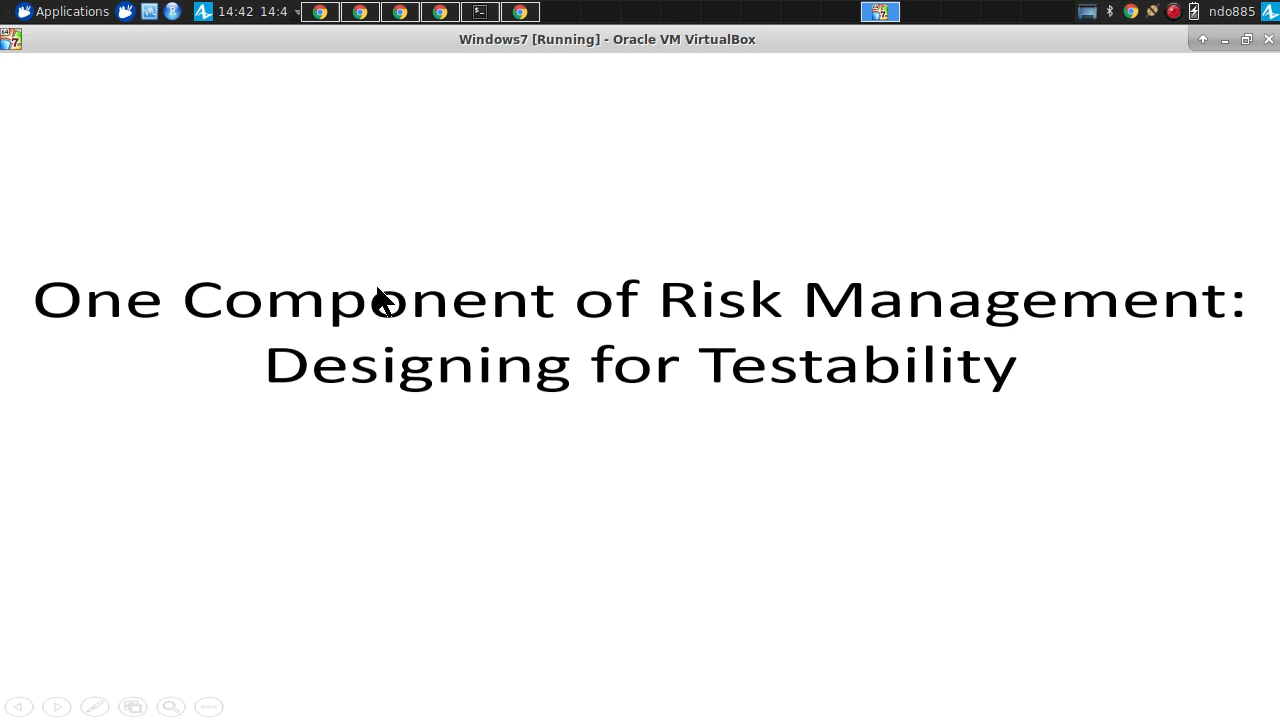 Applications 14:42 14:4 ndo885
Windows7 [Running] - Oracle VM VirtualBox
One Component of Risk Management:
Designing for Testability